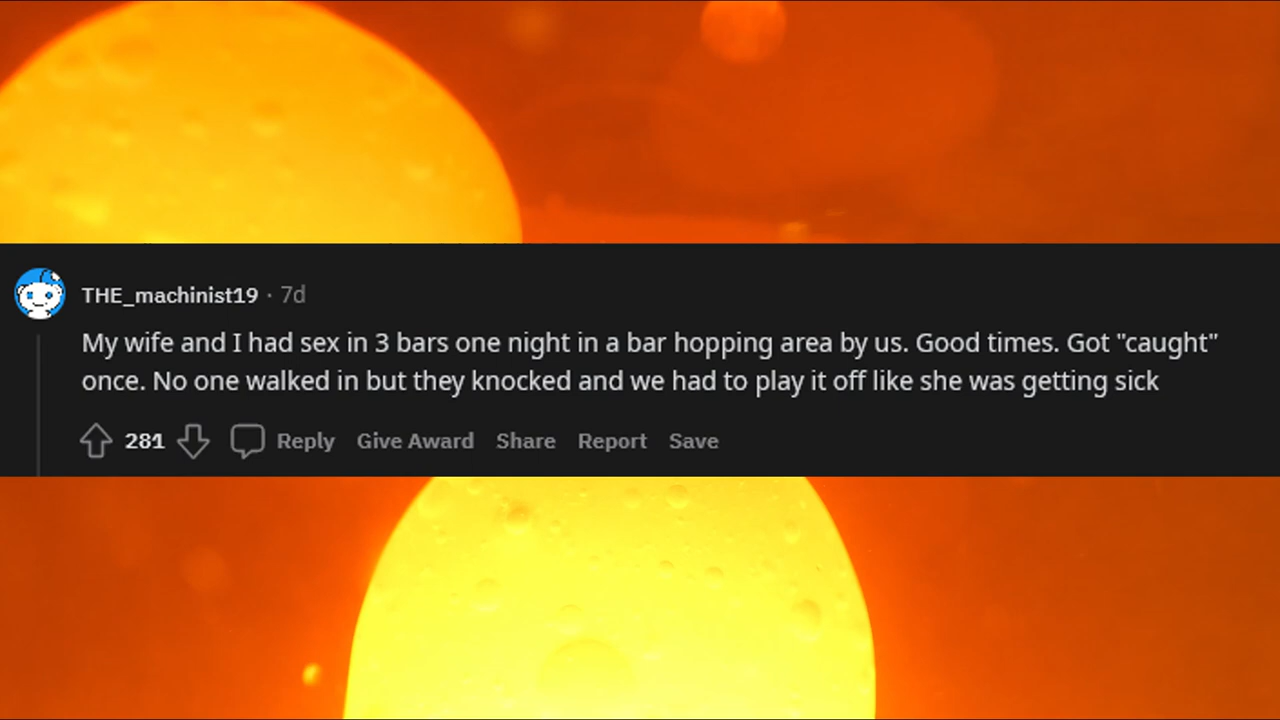 THE_machinist19 · 7d
My wife and I had sex in 3 bars one night in a bar hopping area by us. Good times. Got "caught"
once. No one walked in but they knocked and we had to play it off like she was getting sick
281 Reply Give Award Share Report Save